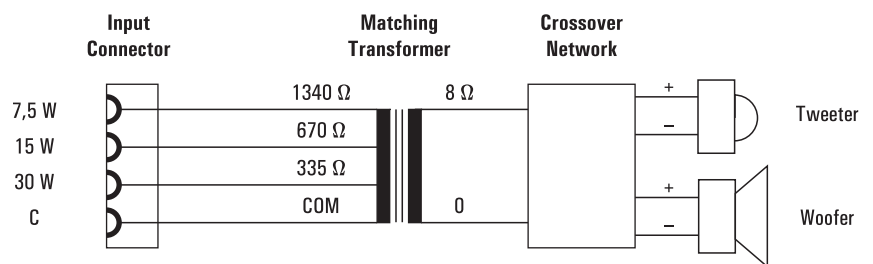 Input
Connector
Matching
Transformer
Crossover
Network
7,5 W
15 W
30 W
C
1340 Ω
670 Ω
335 Ω
COM
8 Ω
0
+
–
Tweeter
+
–
Woofer